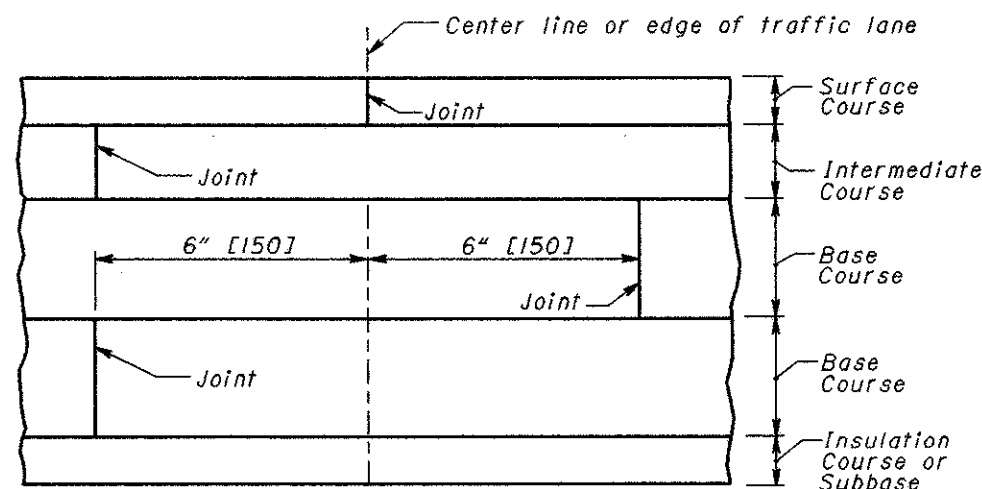 Center line or edge of traffic lane
Surface
Course
Joint
Joint
Intermediate
Course
6" [150]
6" [150]
Base
Course
Joint
Joint
Base
Course
Insulation
Course or
Subbase